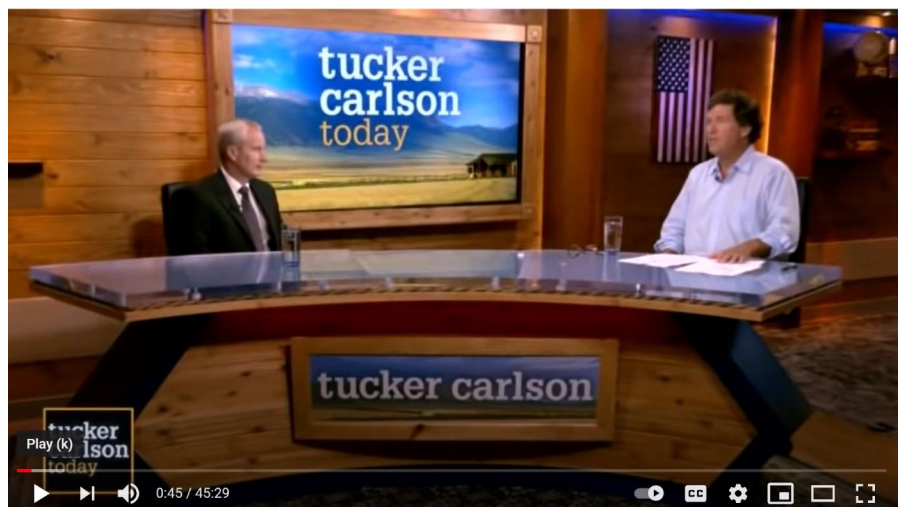 tucker
carlson
today
tucker carlson
tucker
carlson
today
Play (k)
0:45 / 45:29
CC